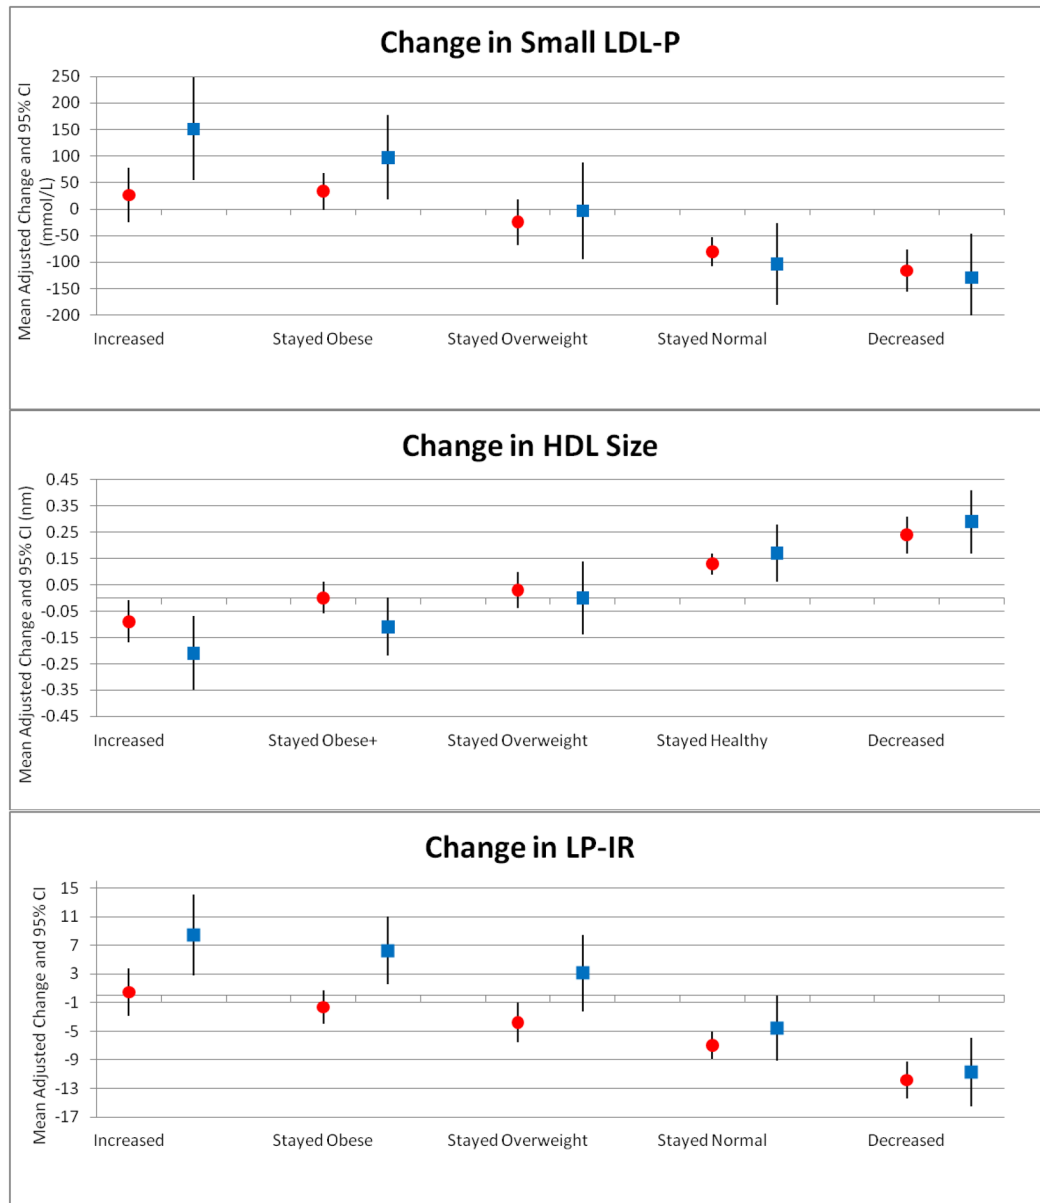 Change in Small LDL-P
Mean Adjusted Change and 95% CI
(mmol/L)
250
200
150
100
50
0
-50
-100
-150
-200
Increased Stayed Obese Stayed Overweight Stayed Normal Decreased
Change in HDL Size
Mean Adjusted Change and 95% CI (nm)
0.45
0.35
0.25
0.15
0.05
-0.05
-0.15
-0.25
-0.35
-0.45
Increased Stayed Obese+ Stayed Overweight Stayed Healthy Decreased
Change in LP-IR
Mean Adjusted Change and 95% CI
15
11
7
3
-1
-5
-9
-13
-17
Increased Stayed Obese Stayed Overweight Stayed Normal Decreased